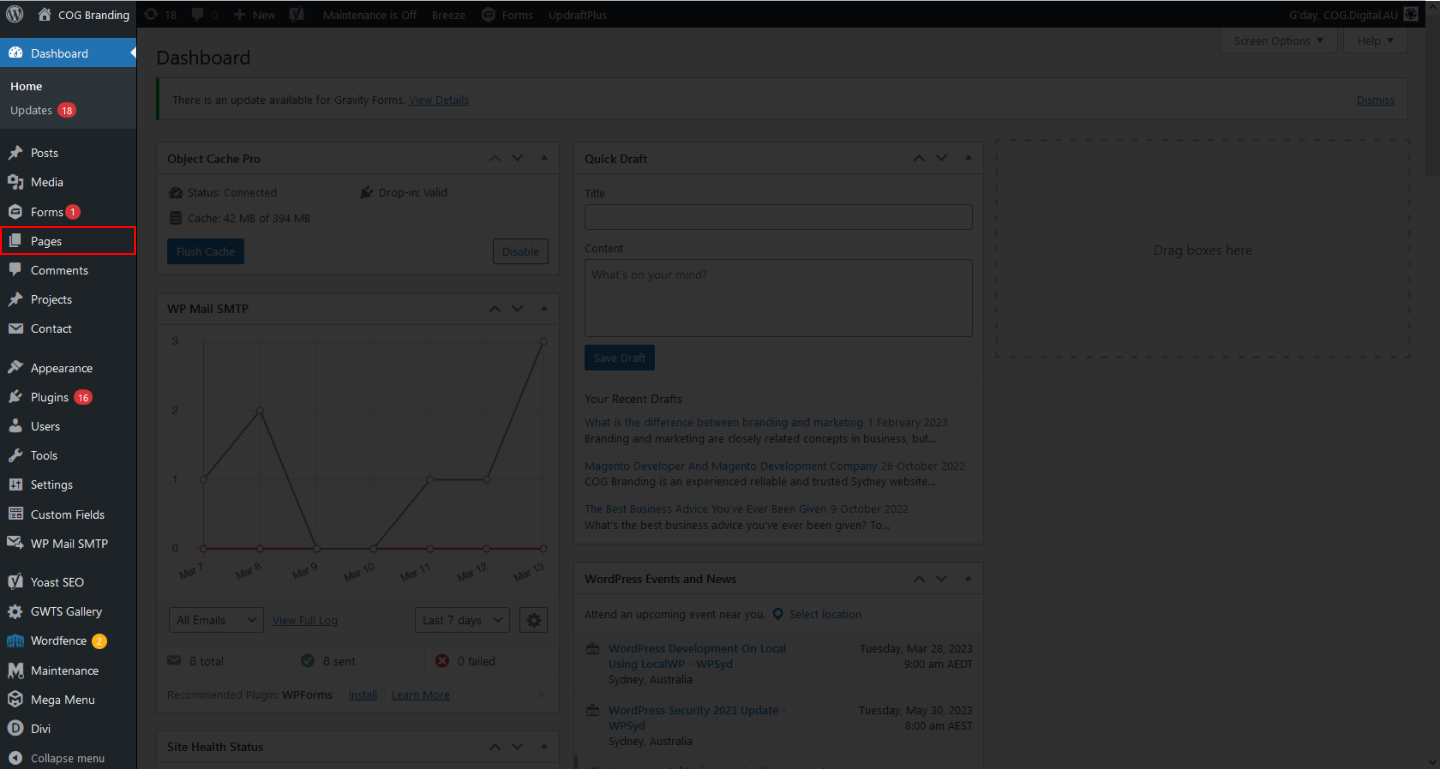 COG Branding 18 0 New Maintenance is Off Breeze Forms UpdraftPlus G'day, COG.Digital.AU
Dashboard
Home
Updates 18
Posts
Media
Forms 1
Pages
Comments
Projects
Contact
Appearance
Plugins 16
Users
Tools
Settings
Custom Fields
WP Mail SMTP
Yoast SEO
GWTS Gallery
Wordfence 2
Maintenance
Mega Menu
Divi
Collapse menu
Screen Options Help
Dashboard
There is an update available for Gravity Forms. View Details Dismiss
Object Cache Pro
Status: Connected Drop-in: Valid
Cache: 42 MB of 394 MB
Flush Cache Disable
WP Mail SMTP
3
2
1
0
Mar 7 Mar 8 Mar 9 Mar 10 Mar 11 Mar 12 Mar 13
All Emails View Full Log Last 7 days
8 total 8 sent 0 failed
Recommended Plugin: WPForms Install Learn More
Site Health Status
Quick Draft
Title
Content
What's on your mind?
Save Draft
Your Recent Drafts
What is the difference between branding and marketing 1 February 2023
Branding and marketing are closely related concepts in business, but...
Magento Developer And Magento Development Company 26 October 2022
COG Branding is an experienced reliable and trusted Sydney website...
The Best Business Advice You've Ever Been Given 9 October 2022
What's the best business advice you've ever been given? To...
WordPress Events and News
Attend an upcoming event near you. Select location
WordPress Development On Local Tuesday, Mar 28, 2023
Using LocalWP - WPSyd 9:00 am AEDT
Sydney, Australia
WordPress Security 2023 Update - Tuesday, May 30, 2023
WPSyd 8:00 am AEST
Sydney, Australia
Drag boxes here